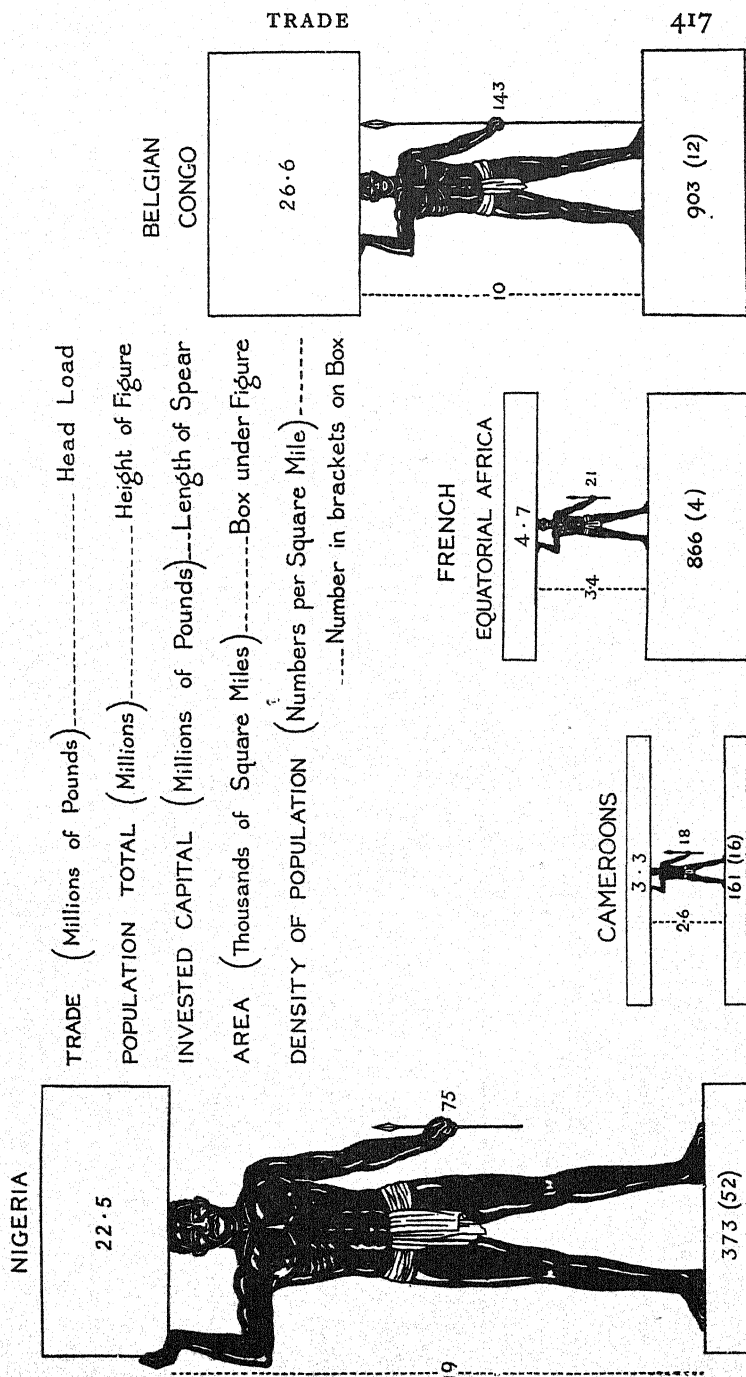 TRADE 417
TRADE (Millions of Pounds)------------Head Load
POPULATION TOTAL (Millions)------------Height of Figure
INVESTED CAPITAL (Millions of Pounds)---Length of Spear
AREA (Thousands of Square Miles)---------Box under Figure
DENSITY OF POPULATION (Numbers per Square Mile)-------
----Number in brackets on Box
NIGERIA
22·5
75
19
373 (52)
CAMEROONS
3·3
18
2·6
161 (16)
FRENCH
EQUATORIAL AFRICA
4·7
21
3·4
866 (4)
BELGIAN
CONGO
26·6
143
10
903 (12)